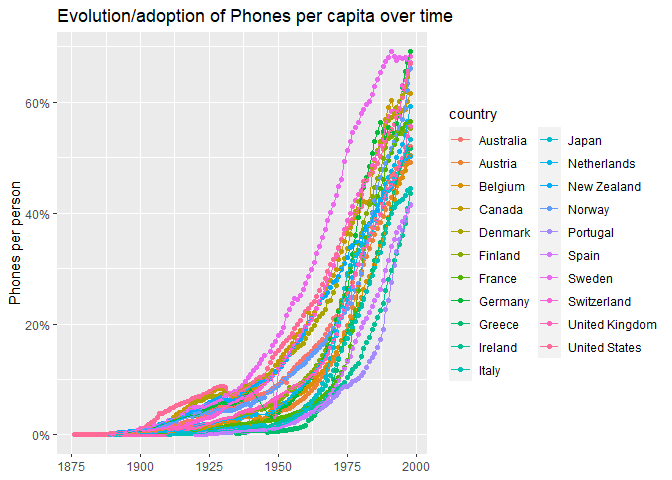 Evolution/adoption of Phones per capita over time
Phones per person
60%
40%
20%
0%
1875 1900 1925 1950 1975 2000
country
Australia
Austria
Belgium
Canada
Denmark
Finland
France
Germany
Greece
Ireland
Italy
Japan
Netherlands
New Zealand
Norway
Portugal
Spain
Sweden
Switzerland
United Kingdom
United States